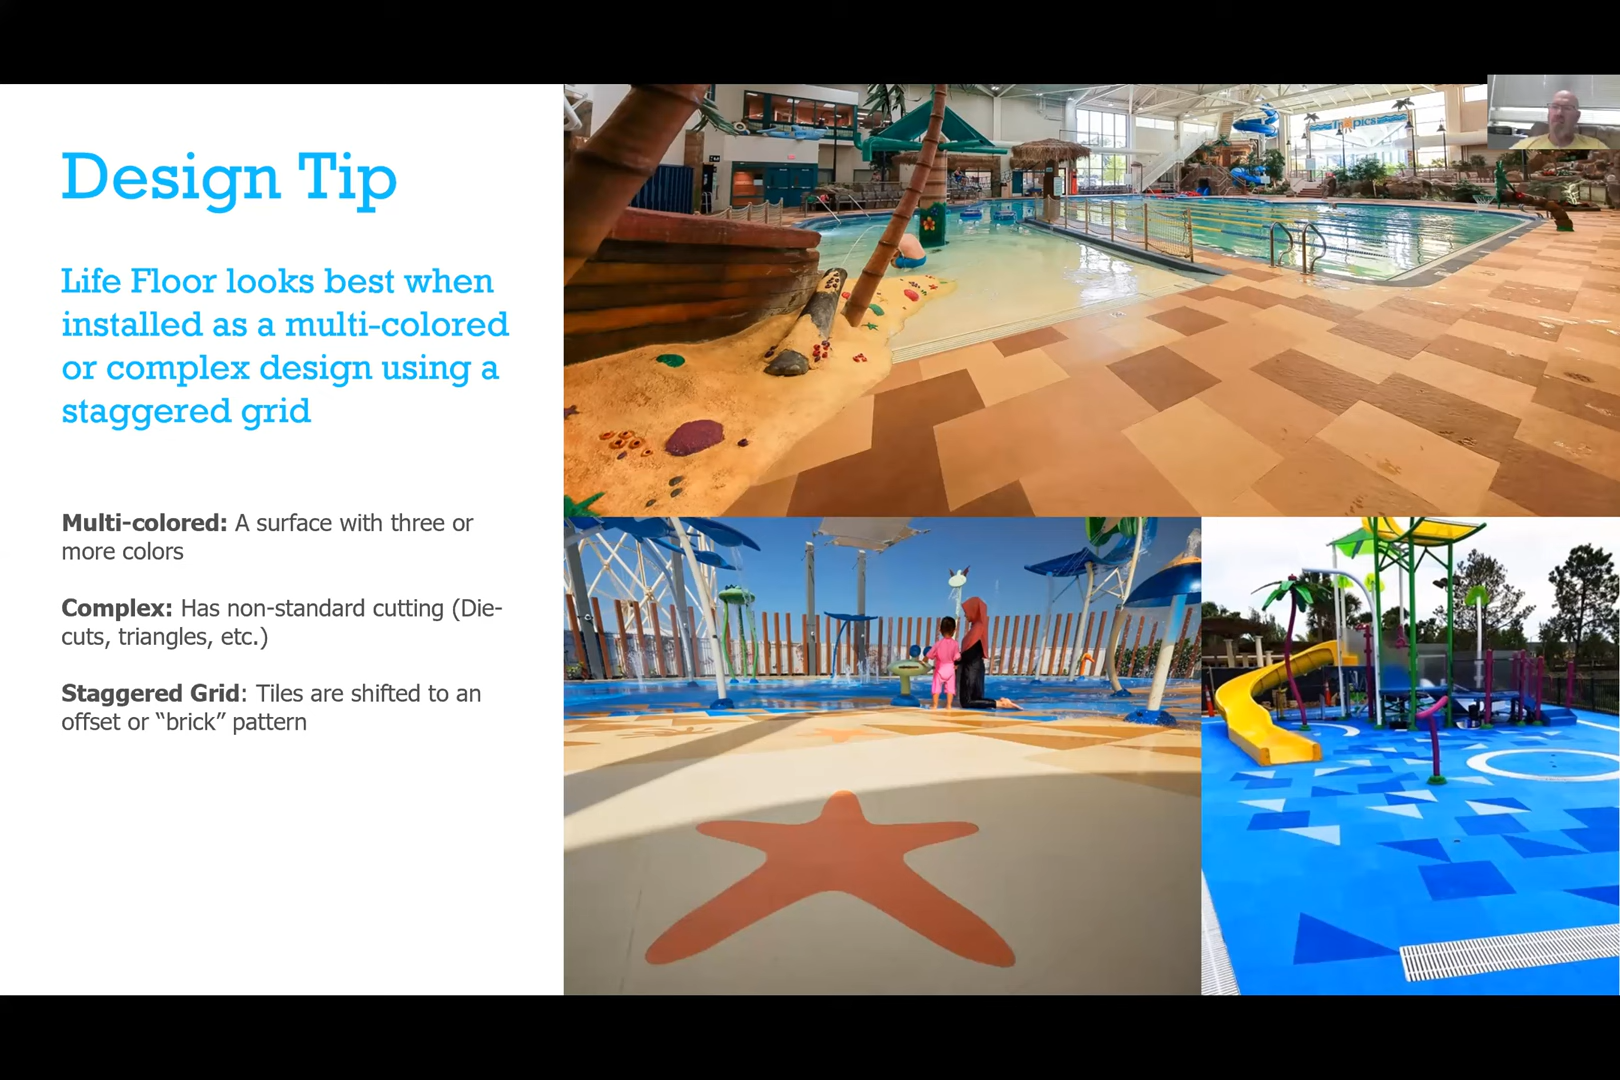 Design Tip
Life Floor looks best when
installed as a multi-colored
or complex design using a
staggered grid
Multi-colored: A surface with three or
more colors
Complex: Has non-standard cutting (Die-
cuts, triangles, etc.)
Staggered Grid: Tiles are shifted to an
offset or “brick” pattern
Tropics